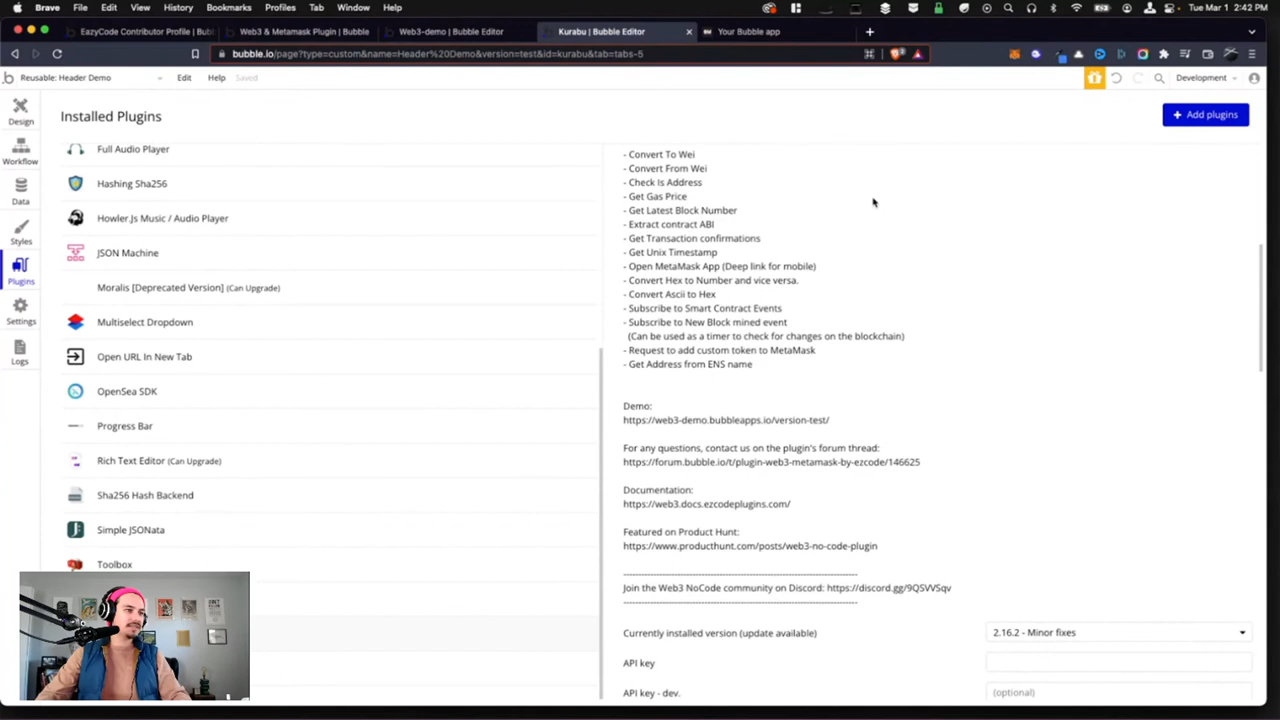 Brave File Edit View History Bookmarks Profiles Tab Window Help
Tue Mar 1 2:42 PM
EazyCode Contributor Profile | Bubl
Web3 & Metamask Plugin | Bubble
Web3-demo | Bubble Editor
Kurabu | Bubble Editor
Your Bubble app
bubble.io/page?type=custom&name=Header%20Demo&version=test&id=kurabu&tab=tabs-5
Reusable: Header Demo
Edit Help Saved
Development
Design
Workflow
Data
Styles
Plugins
Settings
Logs
Installed Plugins
+ Add plugins
Full Audio Player
Hashing Sha256
Howler.Js Music / Audio Player
JSON Machine
Moralis [Deprecated Version] (Can Upgrade)
Multiselect Dropdown
Open URL In New Tab
OpenSea SDK
Progress Bar
Rich Text Editor (Can Upgrade)
Sha256 Hash Backend
Simple JSONata
Toolbox
- Convert To Wei
- Convert From Wei
- Check Is Address
- Get Gas Price
- Get Latest Block Number
- Extract contract ABI
- Get Transaction confirmations
- Get Unix Timestamp
- Open MetaMask App (Deep link for mobile)
- Convert Hex to Number and vice versa.
- Convert Ascii to Hex
- Subscribe to Smart Contract Events
- Subscribe to New Block mined event
(Can be used as a timer to check for changes on the blockchain)
- Request to add custom token to MetaMask
- Get Address from ENS name
Demo:
https://web3-demo.bubbleapps.io/version-test/
For any questions, contact us on the plugin's forum thread:
https://forum.bubble.io/t/plugin-web3-metamask-by-ezcode/146625
Documentation:
https://web3.docs.ezcodeplugins.com/
Featured on Product Hunt:
https://www.producthunt.com/posts/web3-no-code-plugin
------------------------------------------------------------
Join the Web3 NoCode community on Discord: https://discord.gg/9QSVVSqv
------------------------------------------------------------
Currently installed version (update available)
2.16.2 - Minor fixes
API key
API key - dev.
(optional)